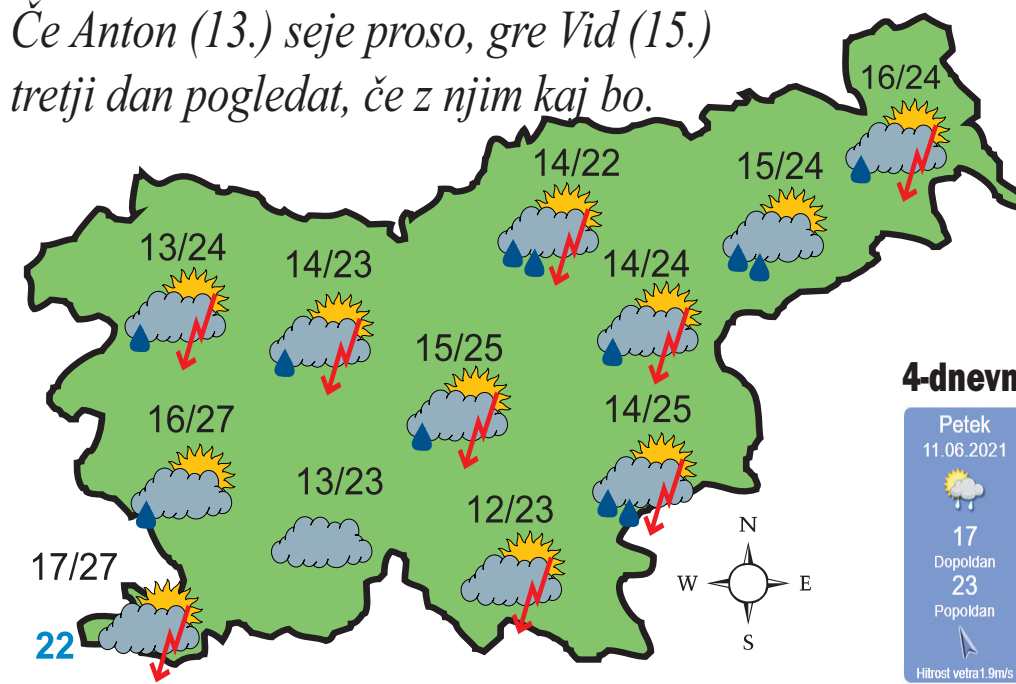 Če Anton (13.) seje proso, gre Vid (15.)
tretji dan pogledat, če z njim kaj bo.
16/24
14/22
15/24
13/24
14/23
14/24
15/25
16/27
14/25
13/23
12/23
17/27
22
N
W
E
S
4-dnevn
Petek
11.06.2021
17
Dopoldan
23
Popoldan
Hitrost vetra1.9m/s